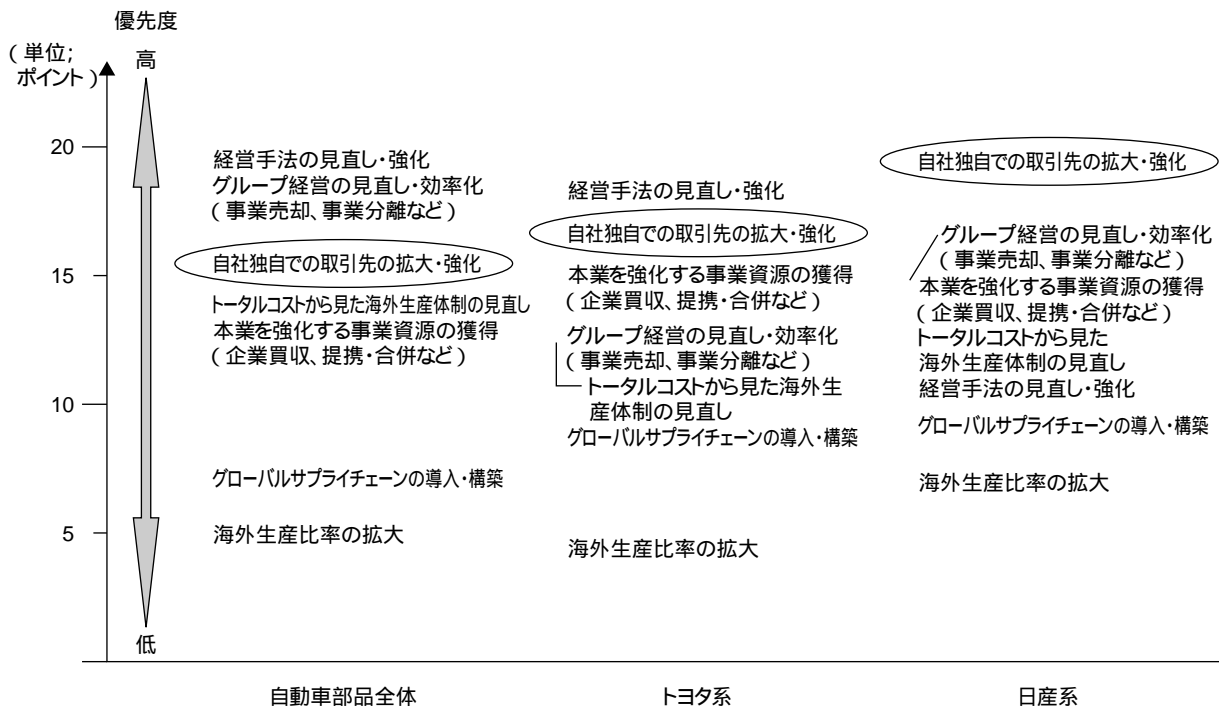 優先度
(単位;
ポイント)
高
20
15
10
5
低
経営手法の見直し・強化
グループ経営の見直し・効率化
(事業売却、事業分離など)
自社独自での取引先の拡大・強化
トータルコストから見た海外生産体制の見直し
本業を強化する事業資源の獲得
(企業買収、提携・合併など)
グローバルサプライチェーンの導入・構築
海外生産比率の拡大
自動車部品全体
経営手法の見直し・強化
自社独自での取引先の拡大・強化
本業を強化する事業資源の獲得
(企業買収、提携・合併など)
グループ経営の見直し・効率化
(事業売却、事業分離など)
トータルコストから見た海外生
産体制の見直し
グローバルサプライチェーンの導入・構築
海外生産比率の拡大
トヨタ系
自社独自での取引先の拡大・強化
グループ経営の見直し・効率化
(事業売却、事業分離など)
本業を強化する事業資源の獲得
(企業買収、提携・合併など)
トータルコストから見た
海外生産体制の見直し
経営手法の見直し・強化
グローバルサプライチェーンの導入・構築
海外生産比率の拡大
日産系